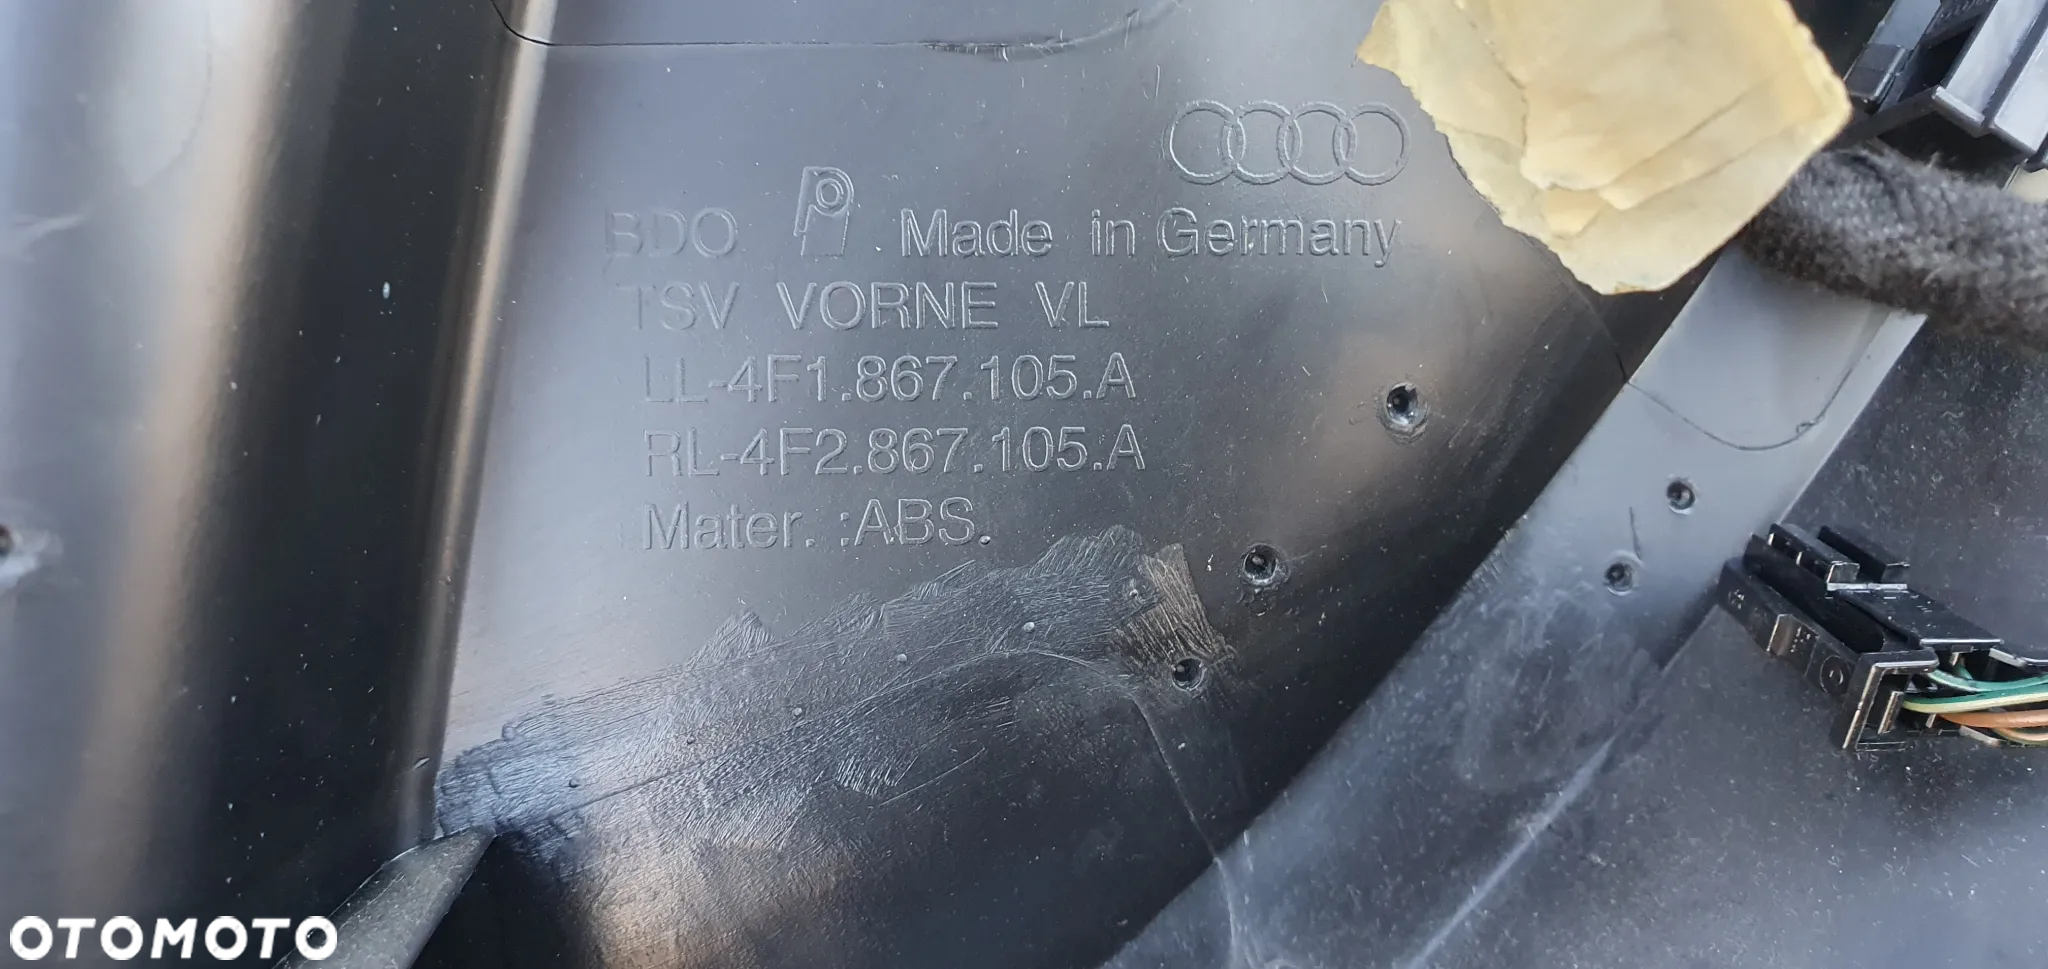 BDO Made in Germany
TSV VORNE VL
LL-4F1.867.105.A
RL-4F2.867.105.A
Mater. :ABS.
OTOMOTO